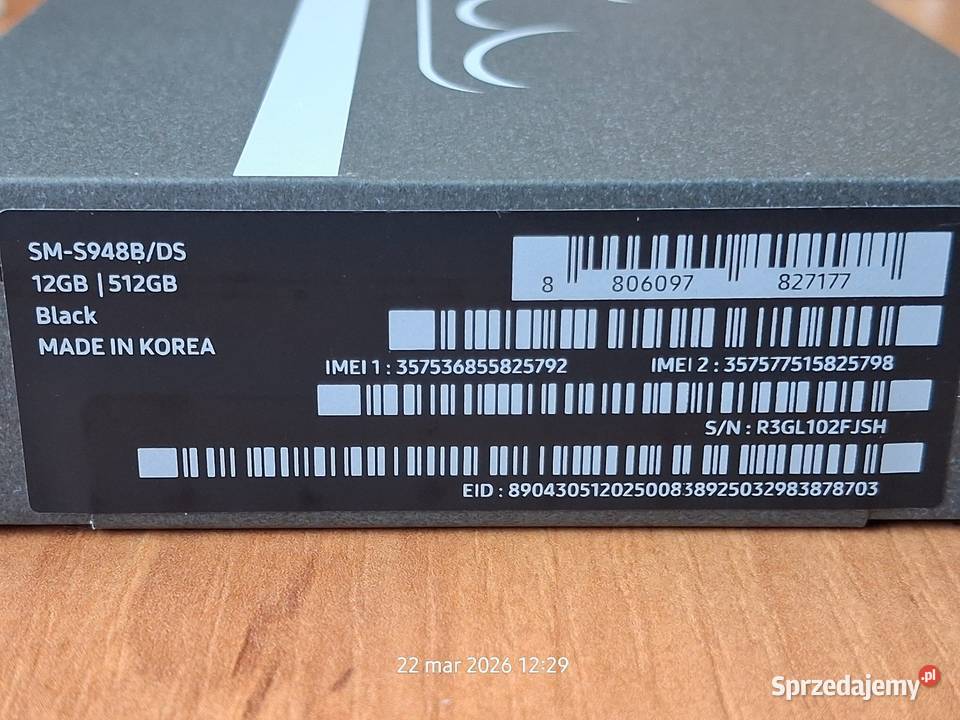 SM-S948B/DS
12GB | 512GB
Black
MADE IN KOREA
8 806097 827177
IMEI 1 : 357536855825792 IMEI 2 : 357577515825798
S/N : R3GL102FJSH
EID : 89043051202500838925032983878703
22 mar 2026 12:29
Sprzedajemy.pl